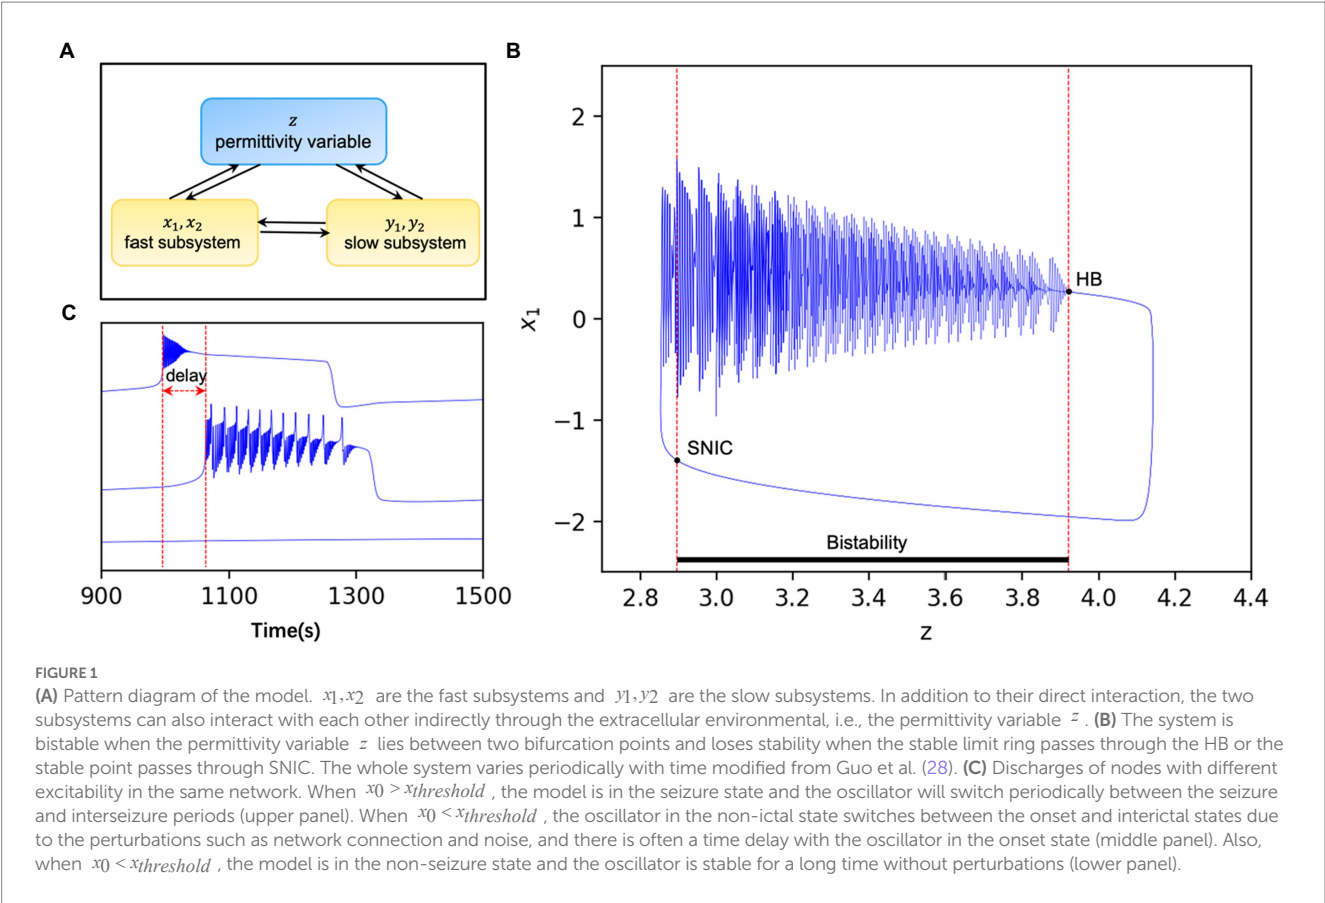 A
z
permittivity variable
x1, x2
fast subsystem
y1, y2
slow subsystem
B
2
1
0
−1
−2
x1
HB
SNIC
Bistability
2.8 3.0 3.2 3.4 3.6 3.8 4.0 4.2 4.4
z
C
delay
900 1100 1300 1500
Time(s)
FIGURE 1
(A) Pattern diagram of the model. x1,x2 are the fast subsystems and y1,y2 are the slow subsystems. In addition to their direct interaction, the two
subsystems can also interact with each other indirectly through the extracellular environmental, i.e., the permittivity variable z . (B) The system is
bistable when the permittivity variable z lies between two bifurcation points and loses stability when the stable limit ring passes through the HB or the
stable point passes through SNIC. The whole system varies periodically with time modified from Guo et al. (28). (C) Discharges of nodes with different
excitability in the same network. When x0 > xthreshold , the model is in the seizure state and the oscillator will switch periodically between the seizure
and interseizure periods (upper panel). When x0 < xthreshold , the oscillator in the non-ictal state switches between the onset and interictal states due
to the perturbations such as network connection and noise, and there is often a time delay with the oscillator in the onset state (middle panel). Also,
when x0 < xthreshold , the model is in the non-seizure state and the oscillator is stable for a long time without perturbations (lower panel).